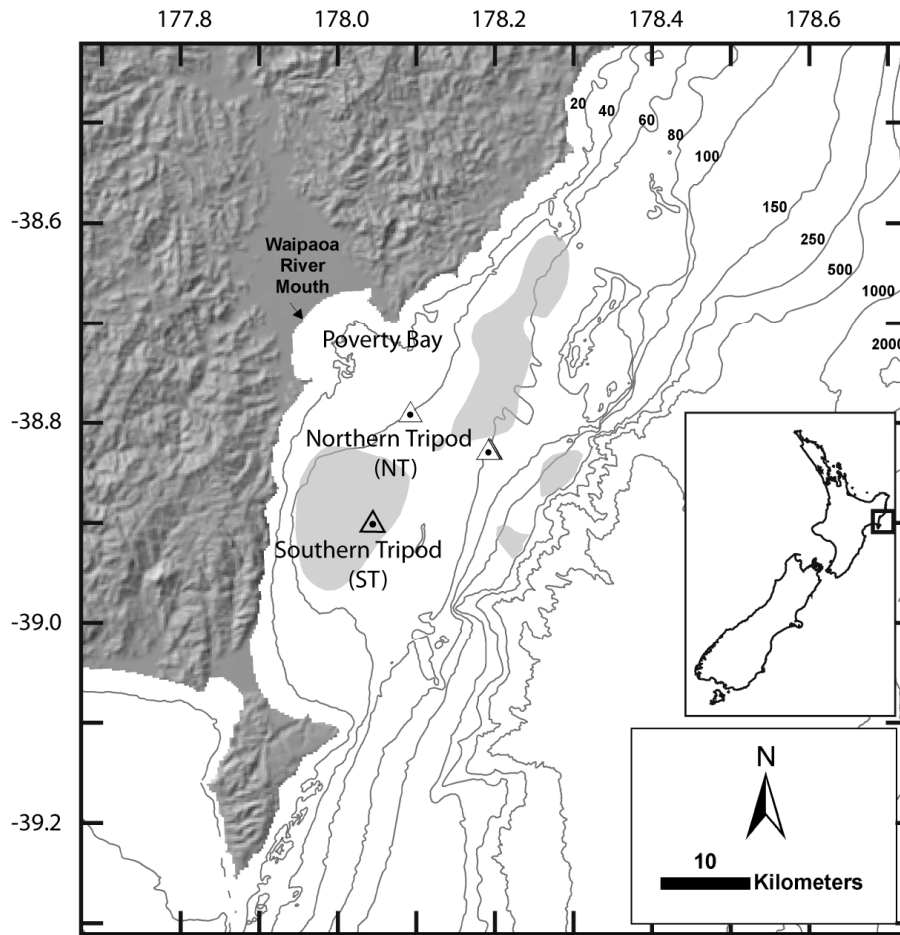 177.8 178.0 178.2 178.4 178.6
20
40
60
80
100
150
250
500
1000
2000
-38.6
Waipaoa
River
Mouth
Poverty Bay
-38.8
Northern Tripod
(NT)
Southern Tripod
(ST)
-39.0
-39.2
N
10
Kilometers